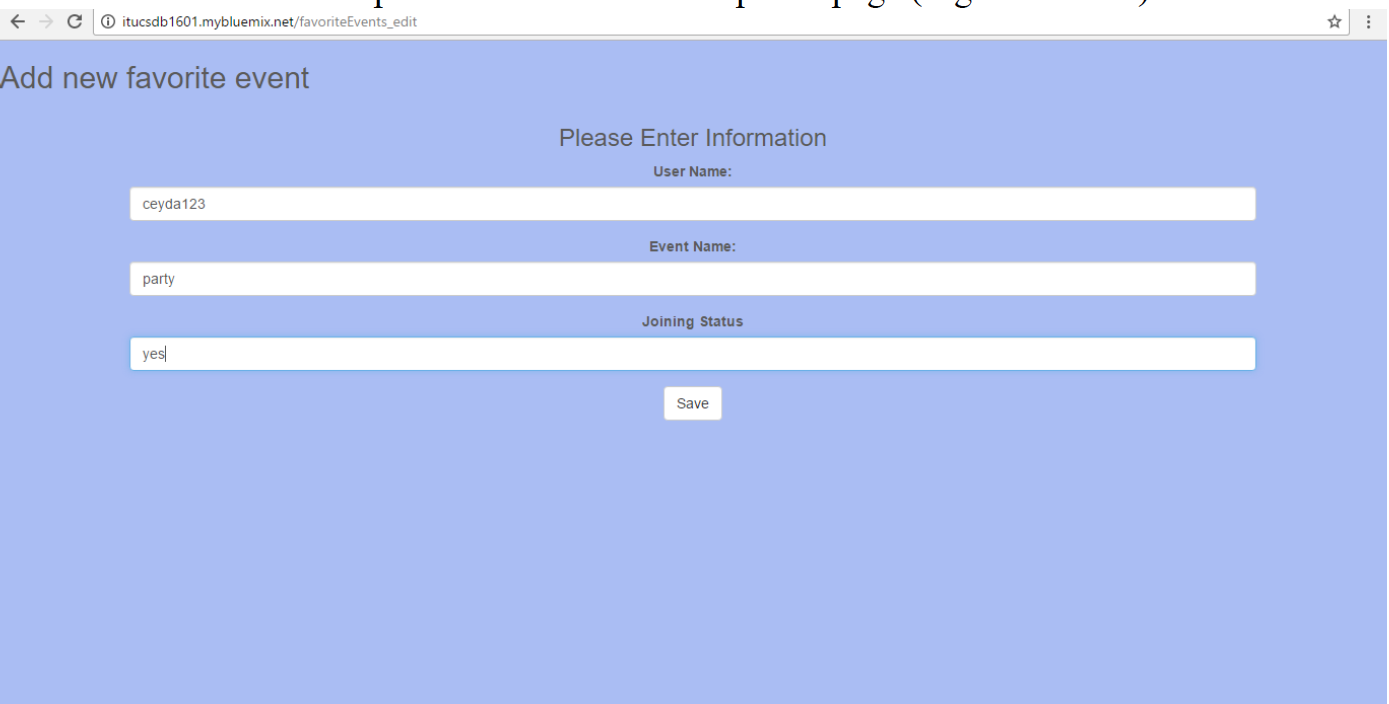 itucsdb1601.mybluemix.net/favoriteEvents_edit
Add new favorite event
Please Enter Information
User Name:
ceyda123
Event Name:
party
Joining Status
yes
Save